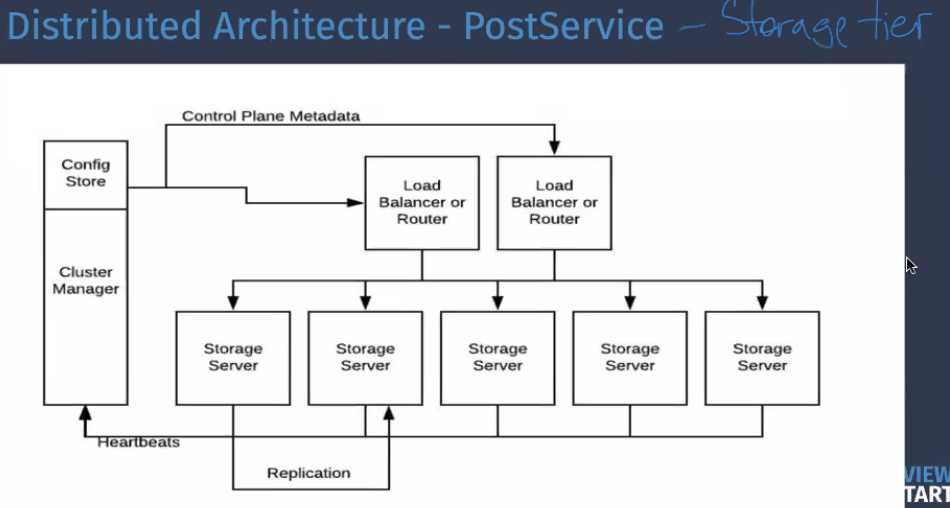 Distributed Architecture - PostService - Storage tier
Control Plane Metadata
Config
Store
Load
Balancer or
Router
Load
Balancer or
Router
Cluster
Manager
Storage
Server
Storage
Server
Storage
Server
Storage
Server
Storage
Server
Heartbeats
Replication
VIEW
TART